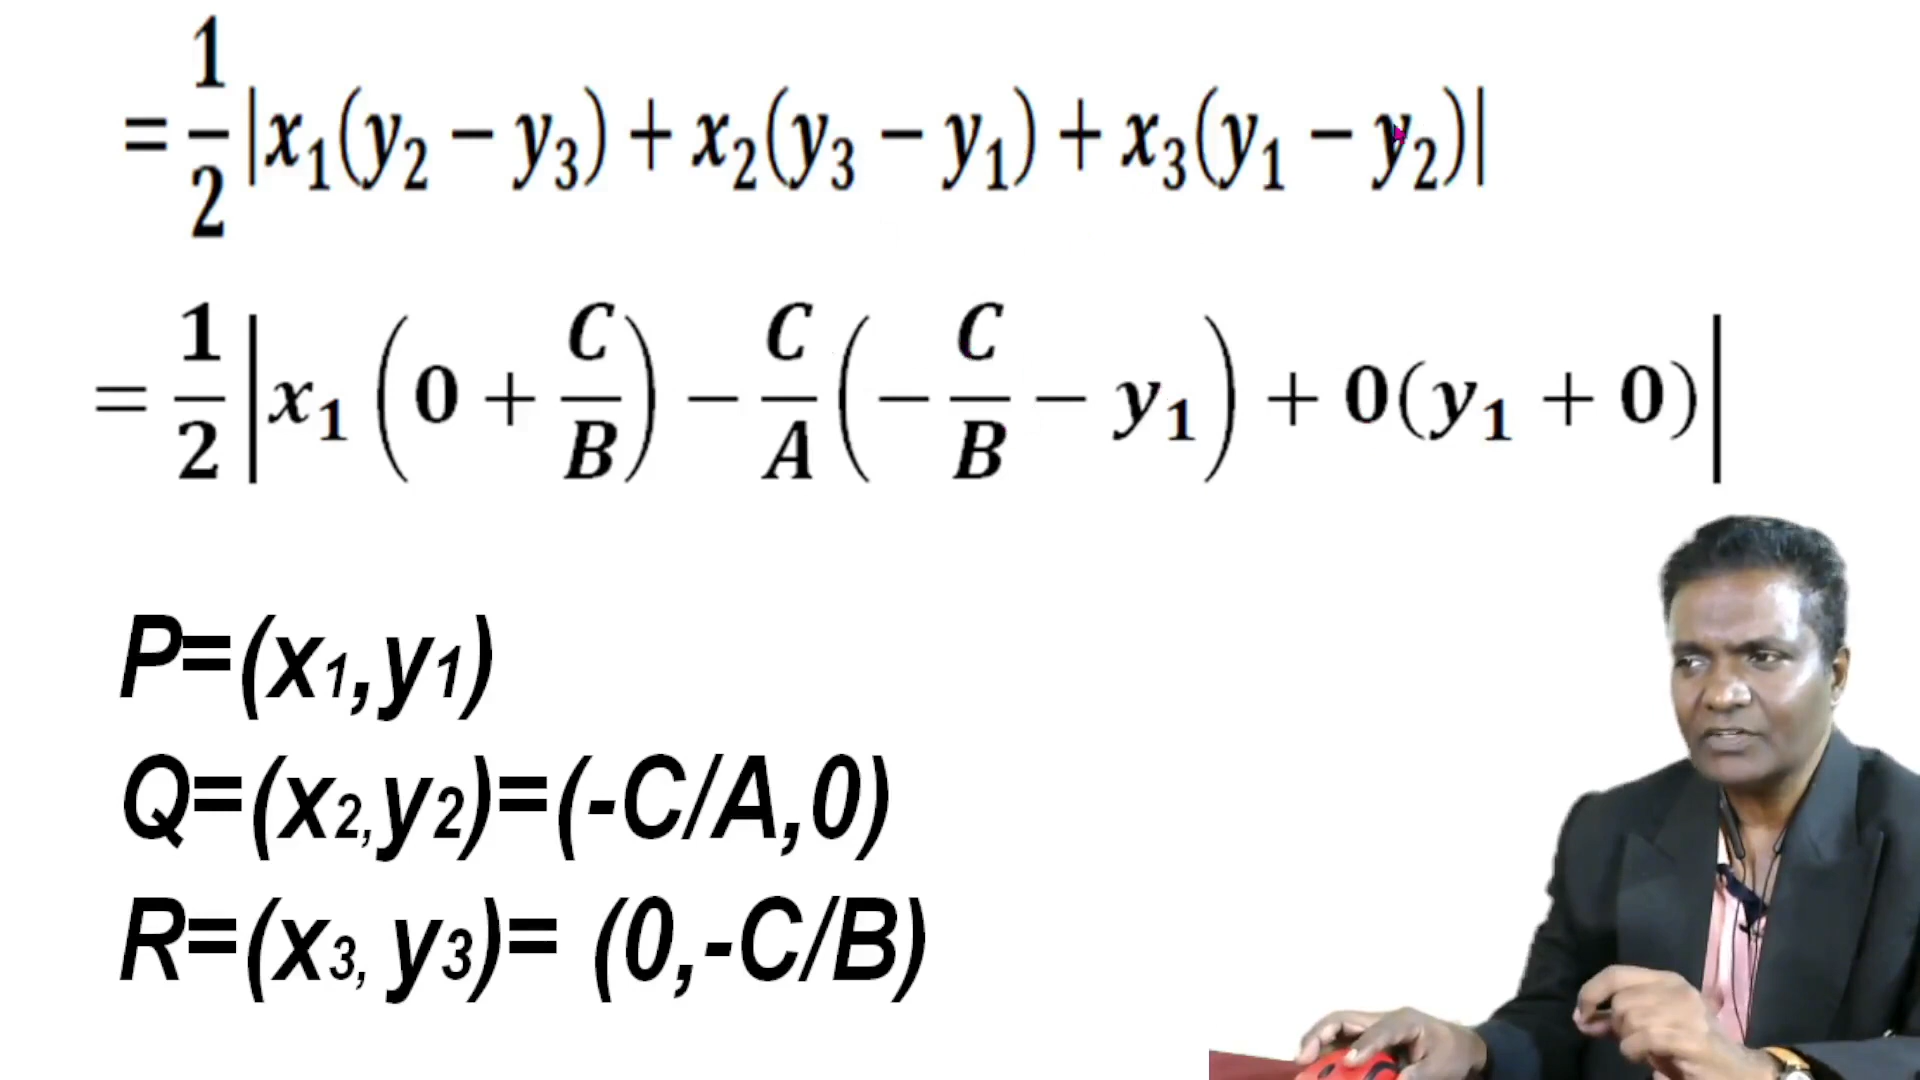 = 1/2 |x₁(y₂ − y₃) + x₂(y₃ − y₁) + x₃(y₁ − y₂)|
= 1/2 |x₁(0 + C/B) − C/A(−C/B − y₁) + 0(y₁ + 0)|
P=(x₁,y₁)
Q=(x₂,y₂)=(-C/A,0)
R=(x₃, y₃)= (0,-C/B)